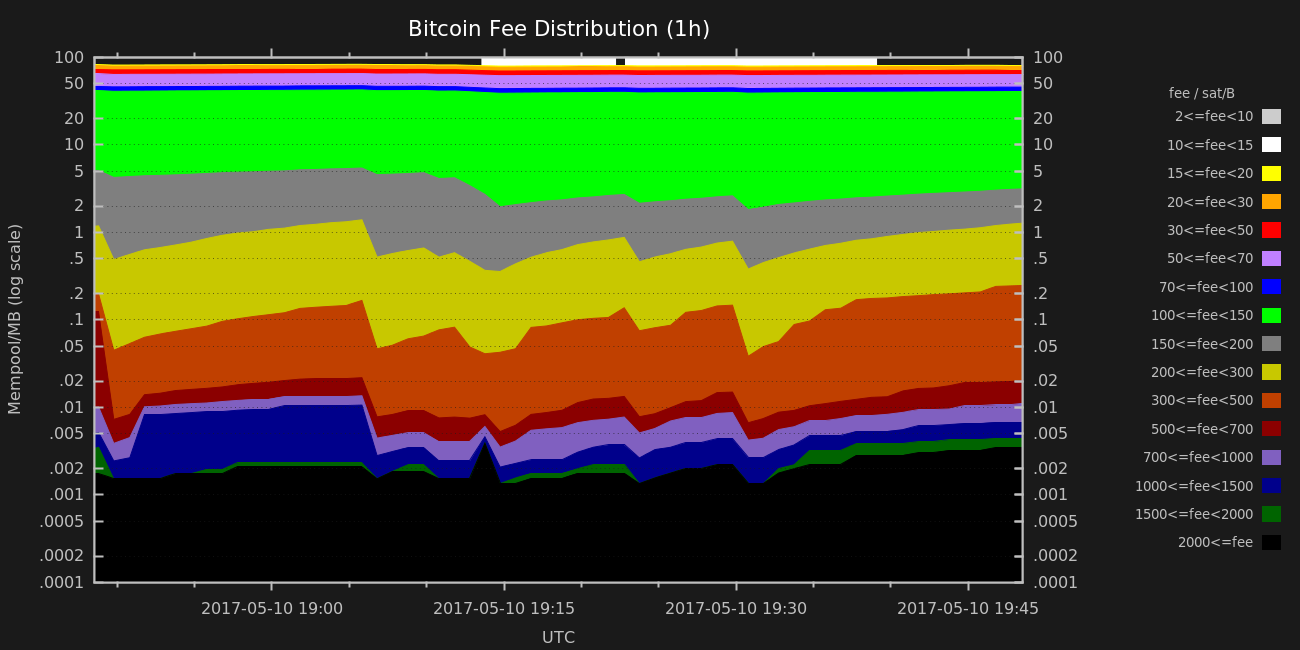 Bitcoin Fee Distribution (1h)
Mempool/MB (log scale)
100
50
20
10
5
2
1
.5
.2
.1
.05
.02
.01
.005
.002
.001
.0005
.0002
.0001
100
50
20
10
5
2
1
.5
.2
.1
.05
.02
.01
.005
.002
.001
.0005
.0002
.0001
2017-05-10 19:00
2017-05-10 19:15
2017-05-10 19:30
2017-05-10 19:45
UTC
fee / sat/B
2<=fee<10
10<=fee<15
15<=fee<20
20<=fee<30
30<=fee<50
50<=fee<70
70<=fee<100
100<=fee<150
150<=fee<200
200<=fee<300
300<=fee<500
500<=fee<700
700<=fee<1000
1000<=fee<1500
1500<=fee<2000
2000<=fee